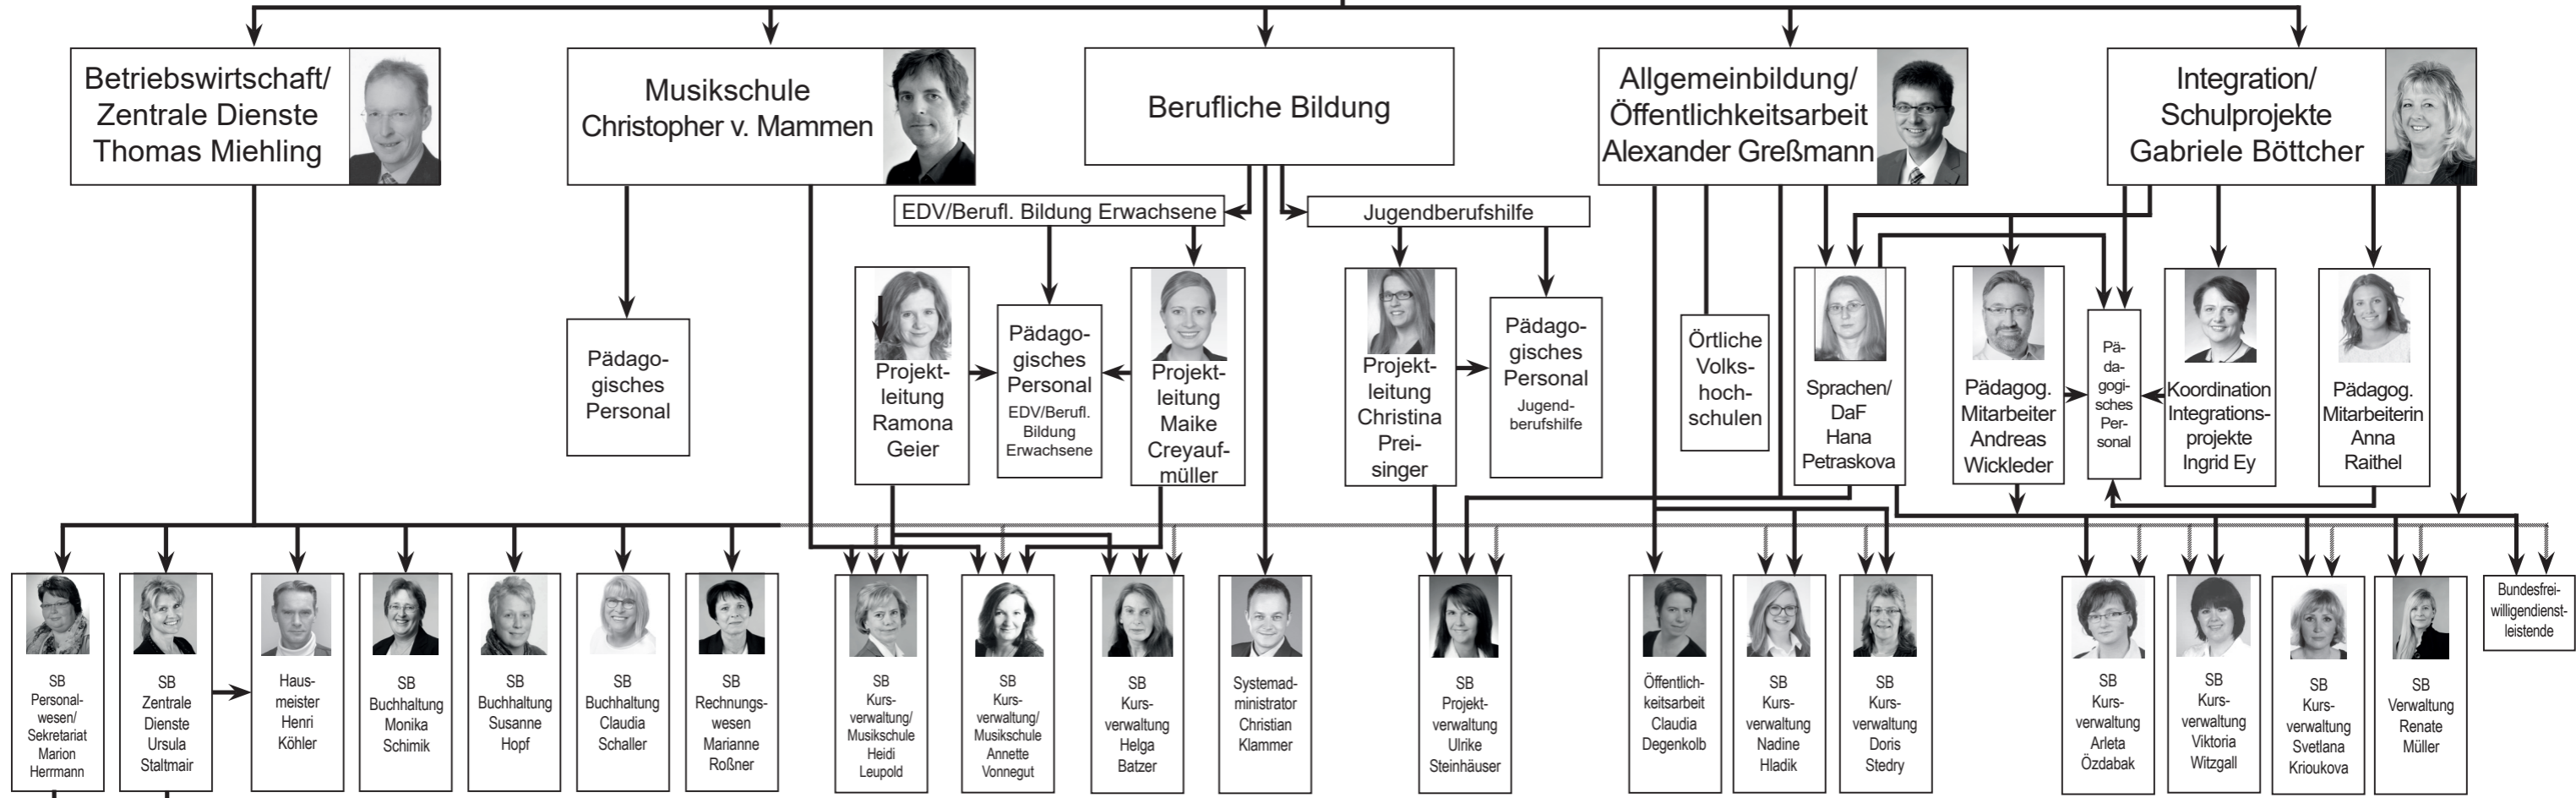 Betriebswirtschaft/
Zentrale Dienste
Thomas Miehling
Musikschule
Christopher v. Mammen
Berufliche Bildung
Allgemeinbildung/
Öffentlichkeitsarbeit
Alexander Greßmann
Integration/
Schulprojekte
Gabriele Böttcher
EDV/Berufl. Bildung Erwachsene
Jugendberufshilfe
Pädago-
gisches
Personal
Projekt-
leitung
Ramona
Geier
Pädago-
gisches
Personal
EDV/Berufl.
Bildung
Erwachsene
Projekt-
leitung
Maike
Creyauf-
müller
Projekt-
leitung
Christina
Prei-
singer
Pädago-
gisches
Personal
Jugend-
berufshilfe
Örtliche
Volks-
hoch-
schulen
Sprachen/
DaF
Hana
Petraskova
Pädagog.
Mitarbeiter
Andreas
Wickleder
Pä-
da-
gogi-
sches
Per-
sonal
Koordination
Integrations-
projekte
Ingrid Ey
Pädagog.
Mitarbeiterin
Anna
Raithel
SB
Personal-
wesen/
Sekretariat
Marion
Herrmann
SB
Zentrale
Dienste
Ursula
Staltmair
Haus-
meister
Henri
Köhler
SB
Buchhaltung
Monika
Schimik
SB
Buchhaltung
Susanne
Hopf
SB
Buchhaltung
Claudia
Schaller
SB
Rechnungs-
wesen
Marianne
Roßner
SB
Kurs-
verwaltung/
Musikschule
Heidi
Leupold
SB
Kurs-
verwaltung/
Musikschule
Annette
Vonnegut
SB
Kurs-
verwaltung
Helga
Batzer
Systemad-
ministrator
Christian
Klammer
SB
Projekt-
verwaltung
Ulrike
Steinhäuser
Öffentlich-
keitsarbeit
Claudia
Degenkolb
SB
Kurs-
verwaltung
Nadine
Hladik
SB
Kurs-
verwaltung
Doris
Stedry
SB
Kurs-
verwaltung
Arleta
Özdabak
SB
Kurs-
verwaltung
Viktoria
Witzgall
SB
Kurs-
verwaltung
Svetlana
Krioukova
SB
Verwaltung
Renate
Müller
Bundesfrei-
willigendienst-
leistende